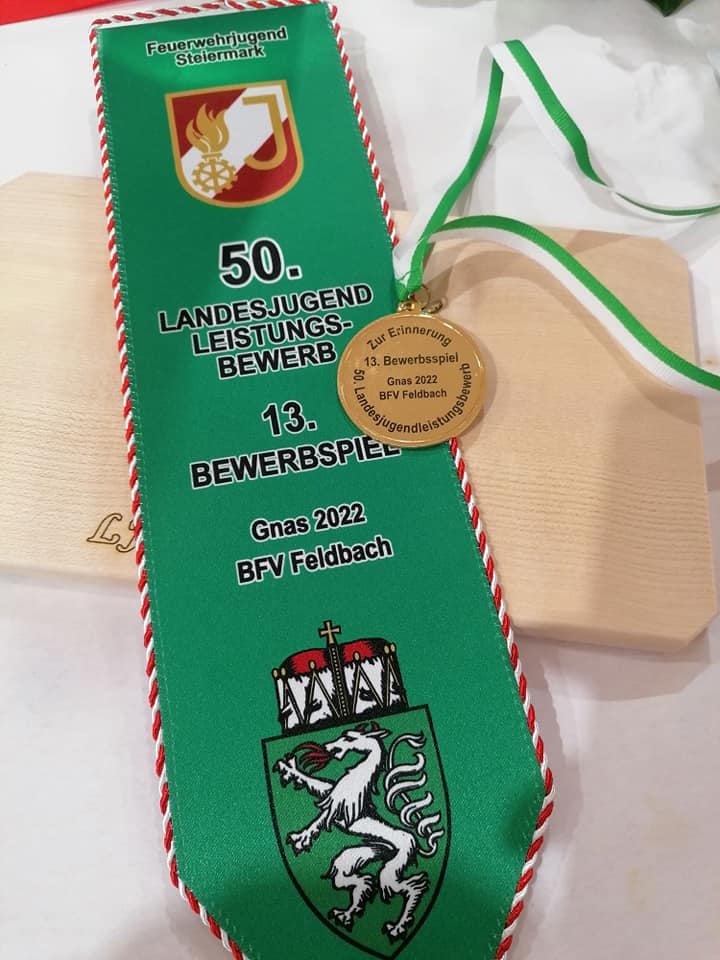 Feuerwehrjugend
Steiermark
J
50.
LANDESJUGEND
LEISTUNGS-
BEWERB
13.
BEWERBSPIEL
Gnas 2022
BFV Feldbach
Zur Erinnerung
13. Bewerbsspiel
Gnas 2022
BFV Feldbach
50. Landesjugendleistungsbewerb